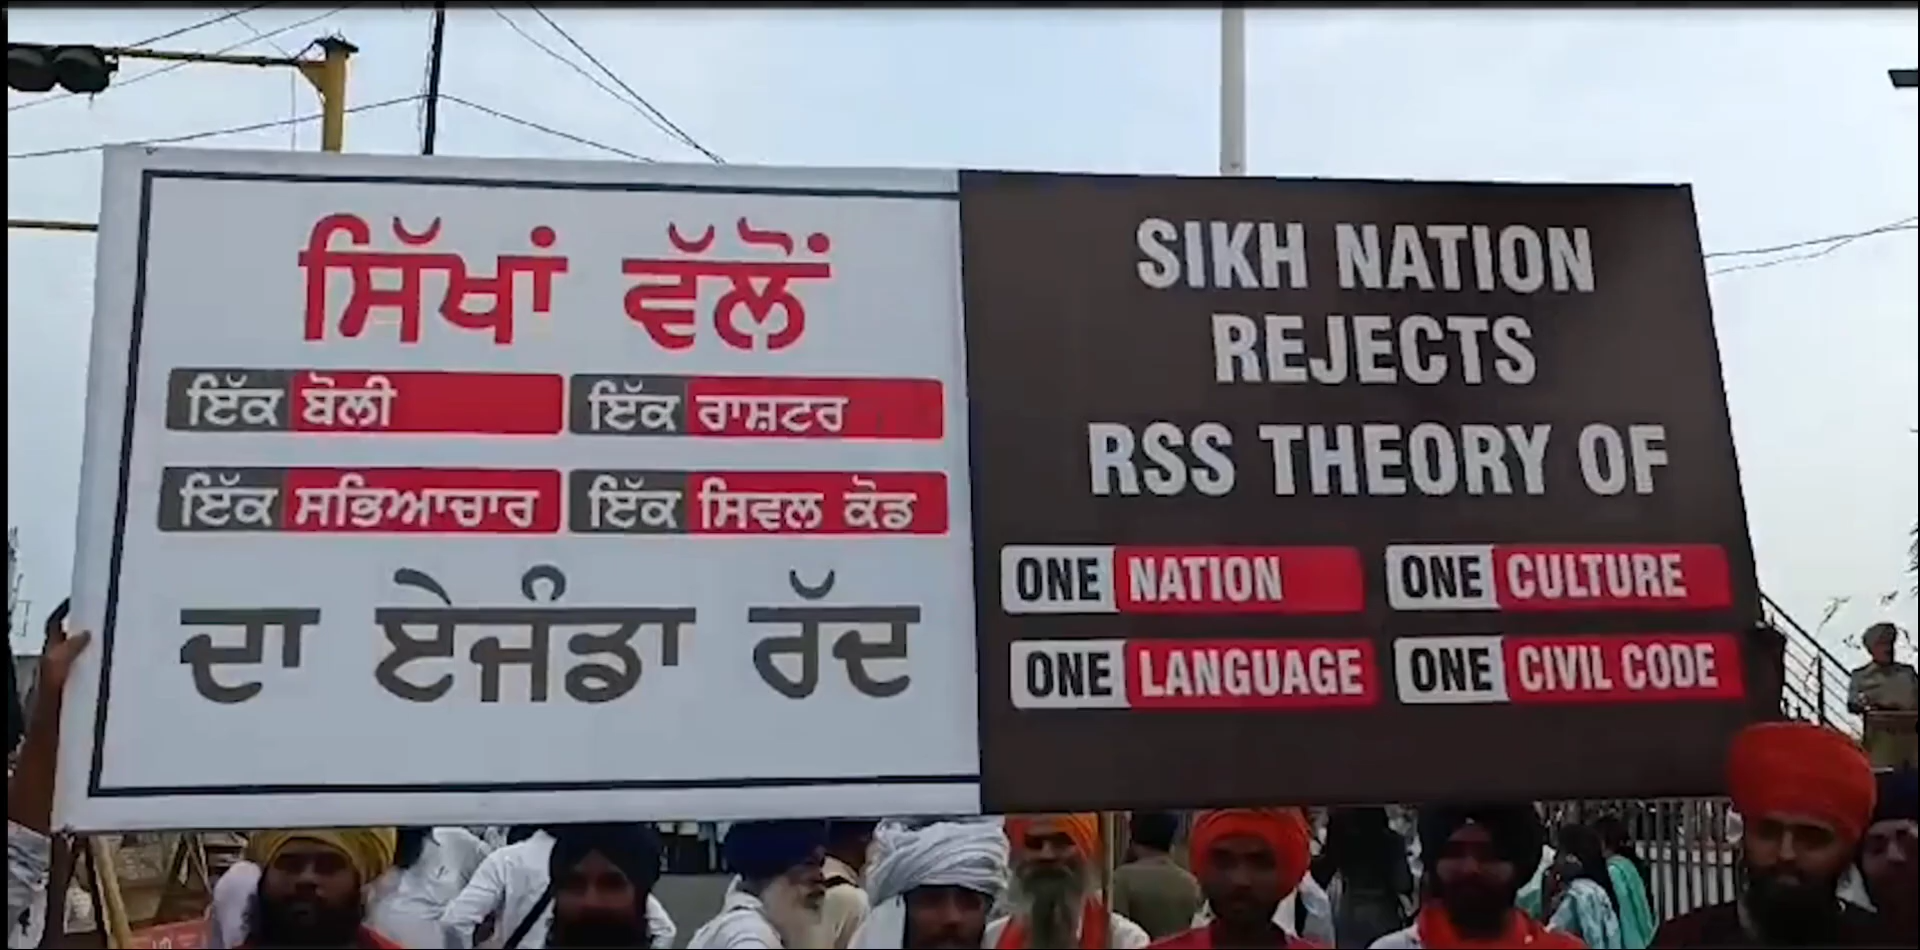 ਸਿੱਖਾਂ ਵੱਲੋਂ
ਇੱਕ ਬੋਲੀ ਇੱਕ ਰਾਸ਼ਟਰ
ਇੱਕ ਸਭਿਆਚਾਰ ਇੱਕ ਸਿਵਲ ਕੋਡ
ਦਾ ਏਜੰਡਾ ਰੱਦ
SIKH NATION
REJECTS
RSS THEORY OF
ONE NATION ONE CULTURE
ONE LANGUAGE ONE CIVIL CODE